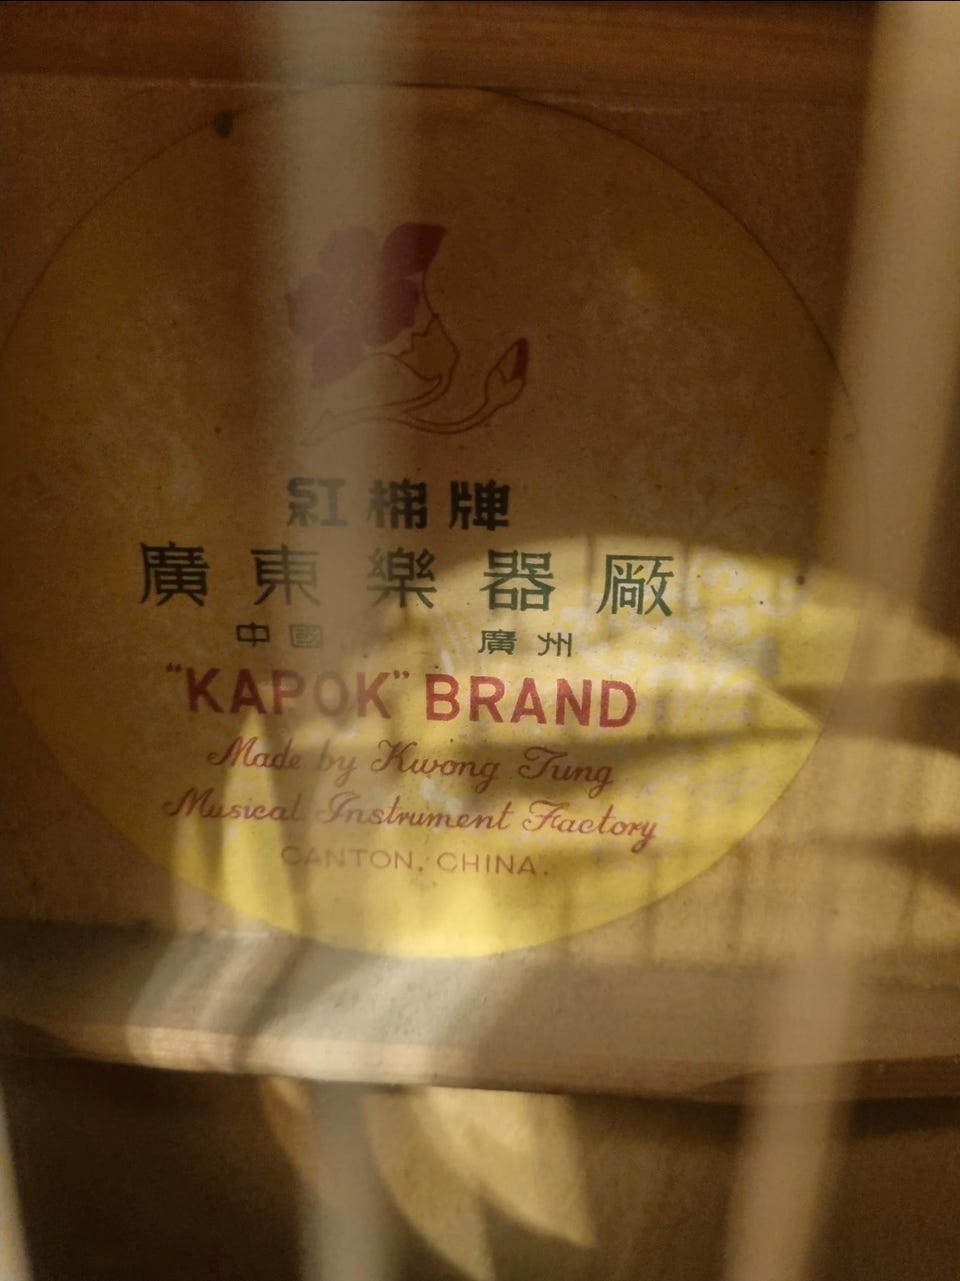 紅棉牌
廣東樂器廠
中國 廣州
"KAPOK" BRAND
Made by Kwong Tung
Musical Instrument Factory
CANTON, CHINA.